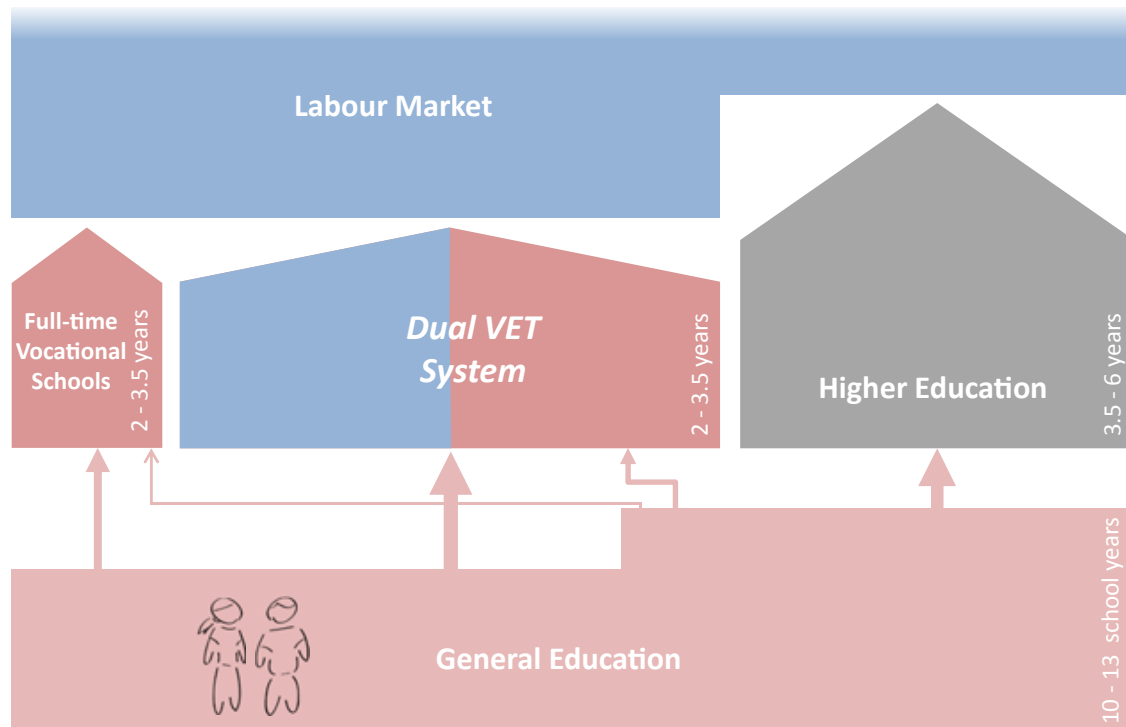 Labour Market
Full-time
Vocational
Schools
2 - 3.5 years
Dual VET
System
2 - 3.5 years
Higher Education
3.5 - 6 years
General Education
10 - 13 school years